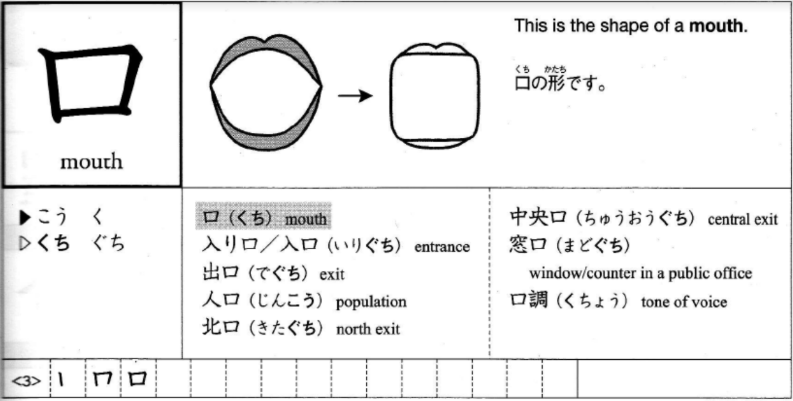 口
mouth
This is the shape of a mouth.
くち かたち
口の形です。
▶こう く
▷くち ぐち
口（くち） mouth
入り口／入口（いりぐち） entrance
出口（でぐち） exit
人口（じんこう） population
北口（きたぐち） north exit
中央口（ちゅうおうぐち） central exit
窓口（まどぐち）
window/counter in a public office
口調（くちょう） tone of voice
<3> 丨 冂 口